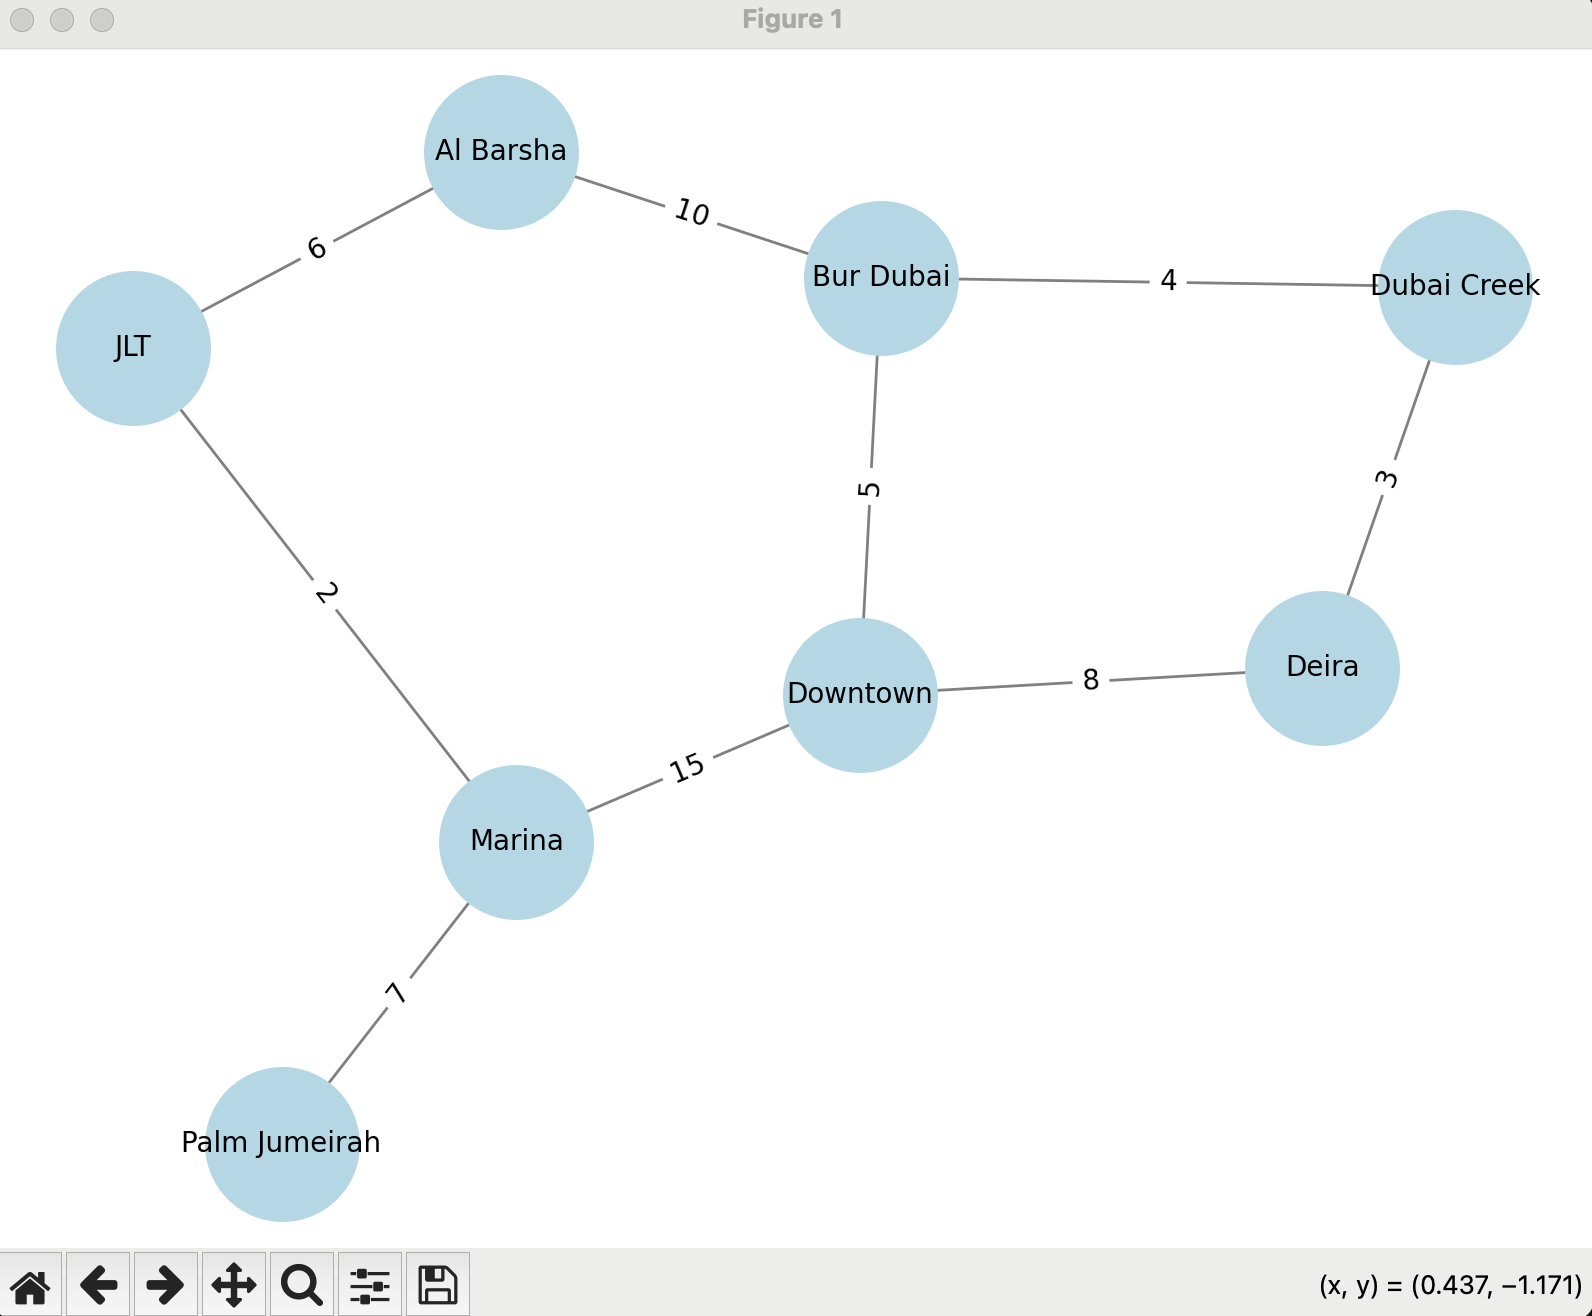 Figure 1
Al Barsha
10
6
Bur Dubai
4
Dubai Creek
JLT
5
3
2
Deira
Downtown
8
15
Marina
7
Palm Jumeirah
(x, y) = (0.437, −1.171)